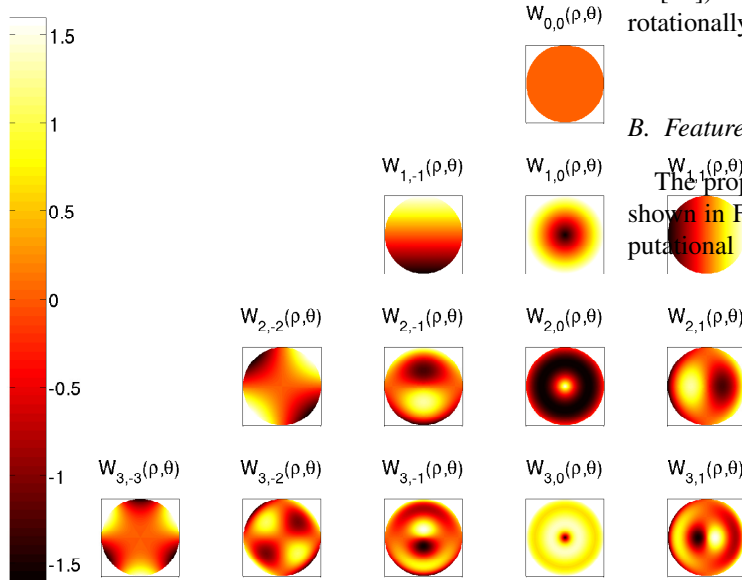 W0,0(ρ,θ)
rotationally
B. Feature
W1,-1(ρ,θ) W1,0(ρ,θ) W1,1(ρ,θ)
The prop
shown in F
putational
W2,-2(ρ,θ) W2,-1(ρ,θ) W2,0(ρ,θ) W2,1(ρ,θ)
W3,-3(ρ,θ) W3,-2(ρ,θ) W3,-1(ρ,θ) W3,0(ρ,θ) W3,1(ρ,θ)
1.5
1
0.5
0
-0.5
-1
-1.5